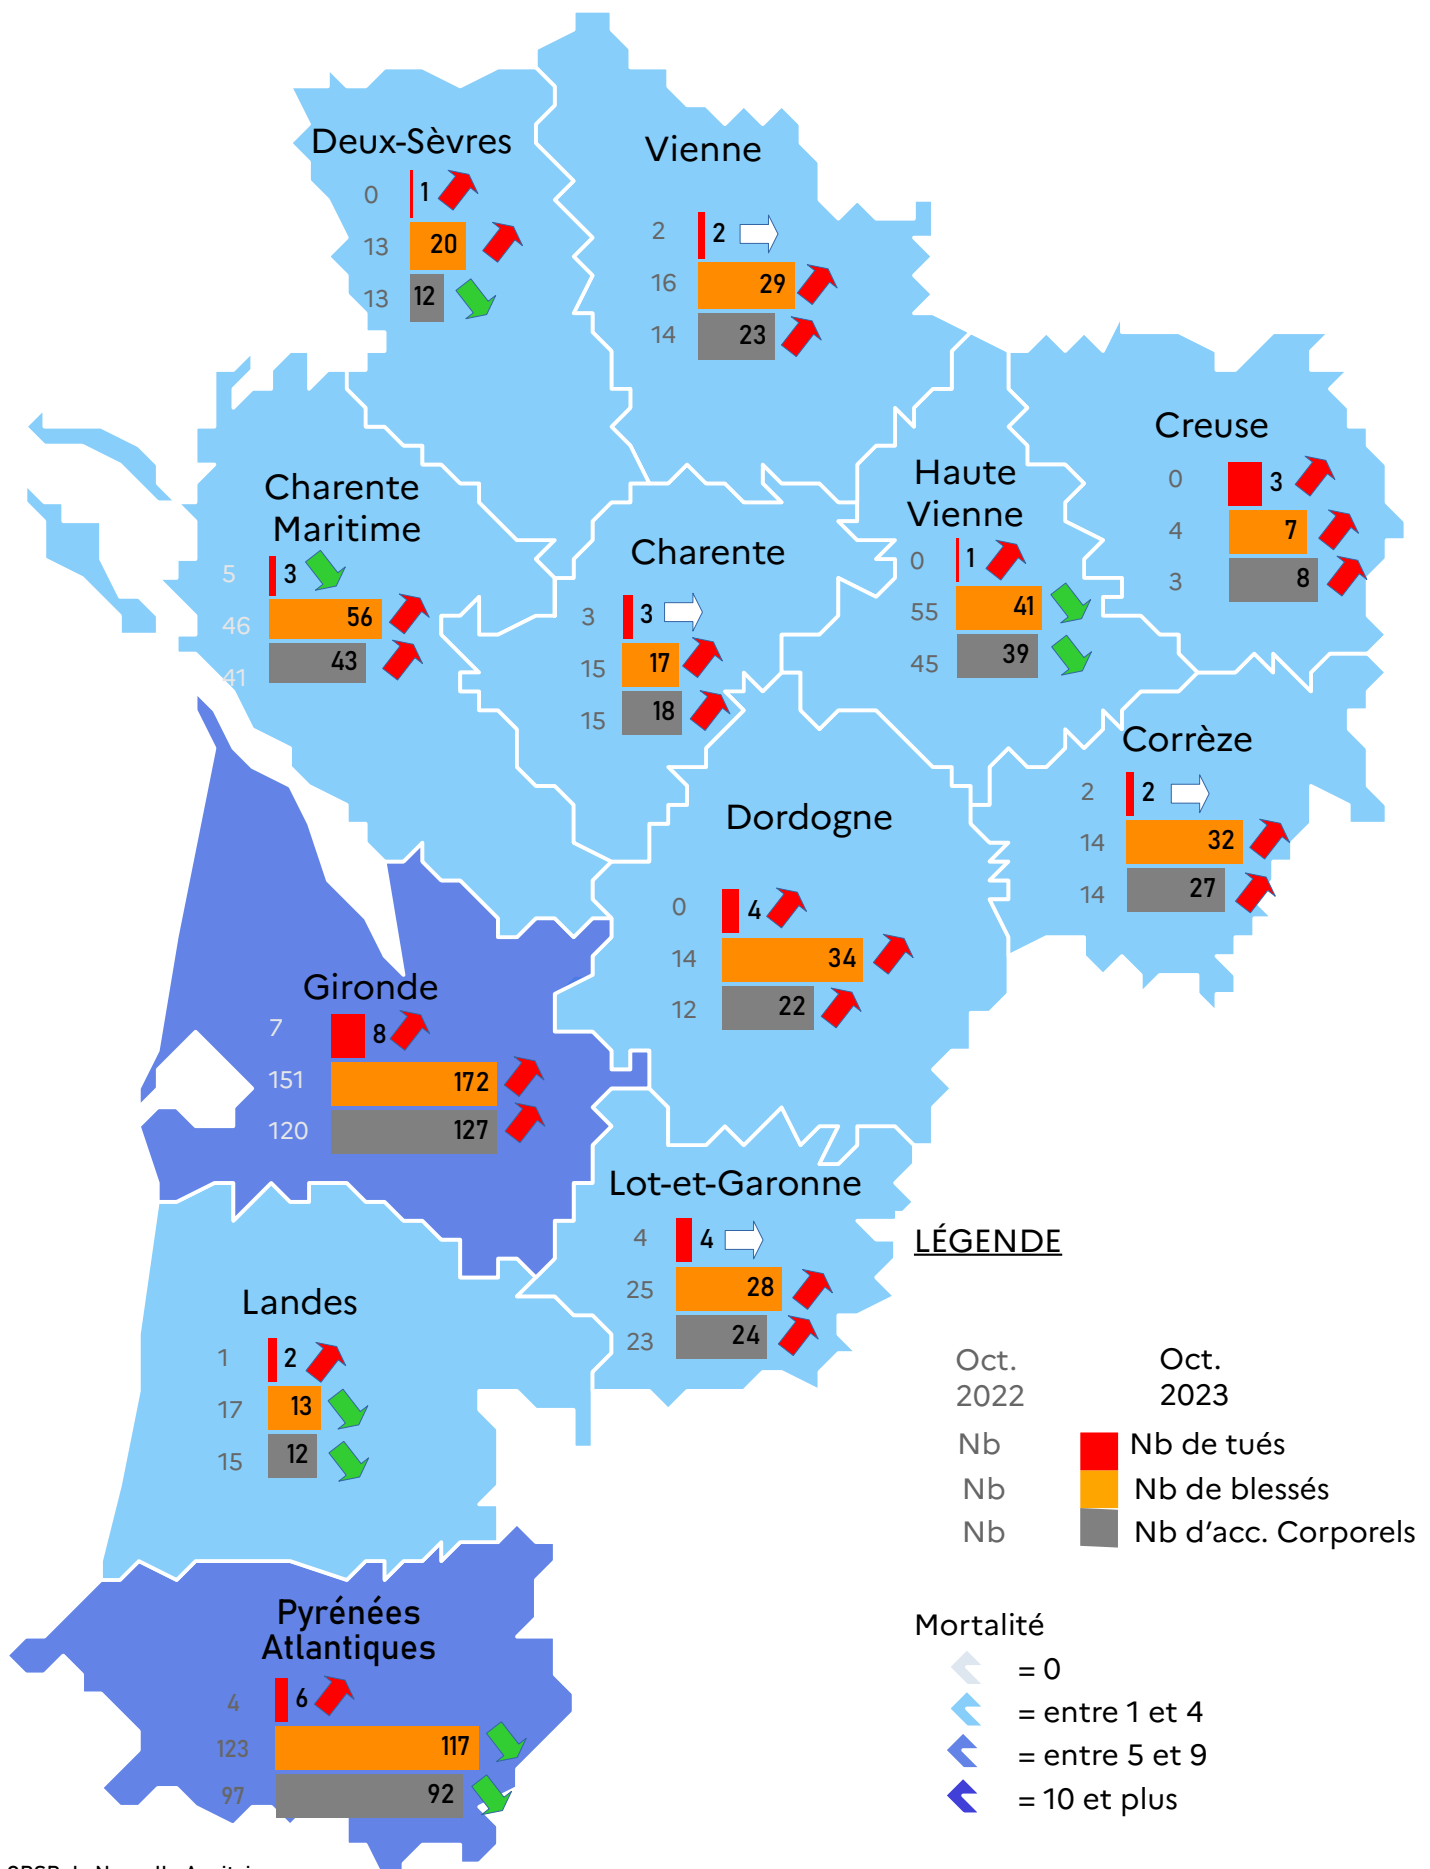 Deux-Sèvres
0 1
13 20
13 12
Vienne
2 2
16 29
14 23
Creuse
0 3
4 7
3 8
Haute
Vienne
0 1
55 41
45 39
Charente
Maritime
5 3
46 56
41 43
Charente
3 3
15 17
15 18
Corrèze
2 2
14 32
14 27
Dordogne
0 4
14 34
12 22
Gironde
7 8
151 172
120 127
Lot-et-Garonne
4 4
25 28
23 24
Landes
1 2
17 13
15 12
Pyrénées
Atlantiques
4 6
123 117
97 92
LÉGENDE
Oct. Oct.
2022 2023
Nb Nb de tués
Nb Nb de blessés
Nb Nb d’acc. Corporels
Mortalité
= 0
= entre 1 et 4
= entre 5 et 9
= 10 et plus